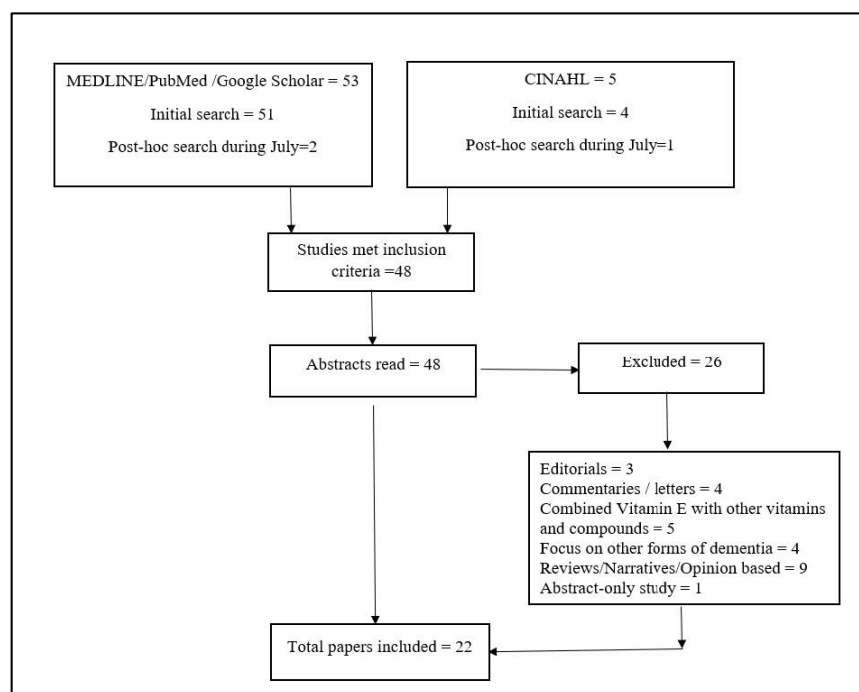 MEDLINE/PubMed /Google Scholar = 53
Initial search = 51
Post-hoc search during July=2
CINAHL = 5
Initial search = 4
Post-hoc search during July=1
Studies met inclusion
criteria =48
Abstracts read = 48
Excluded = 26
Editorials = 3
Commentaries / letters = 4
Combined Vitamin E with other vitamins
and compounds = 5
Focus on other forms of dementia = 4
Reviews/Narratives/Opinion based = 9
Abstract-only study = 1
Total papers included = 22